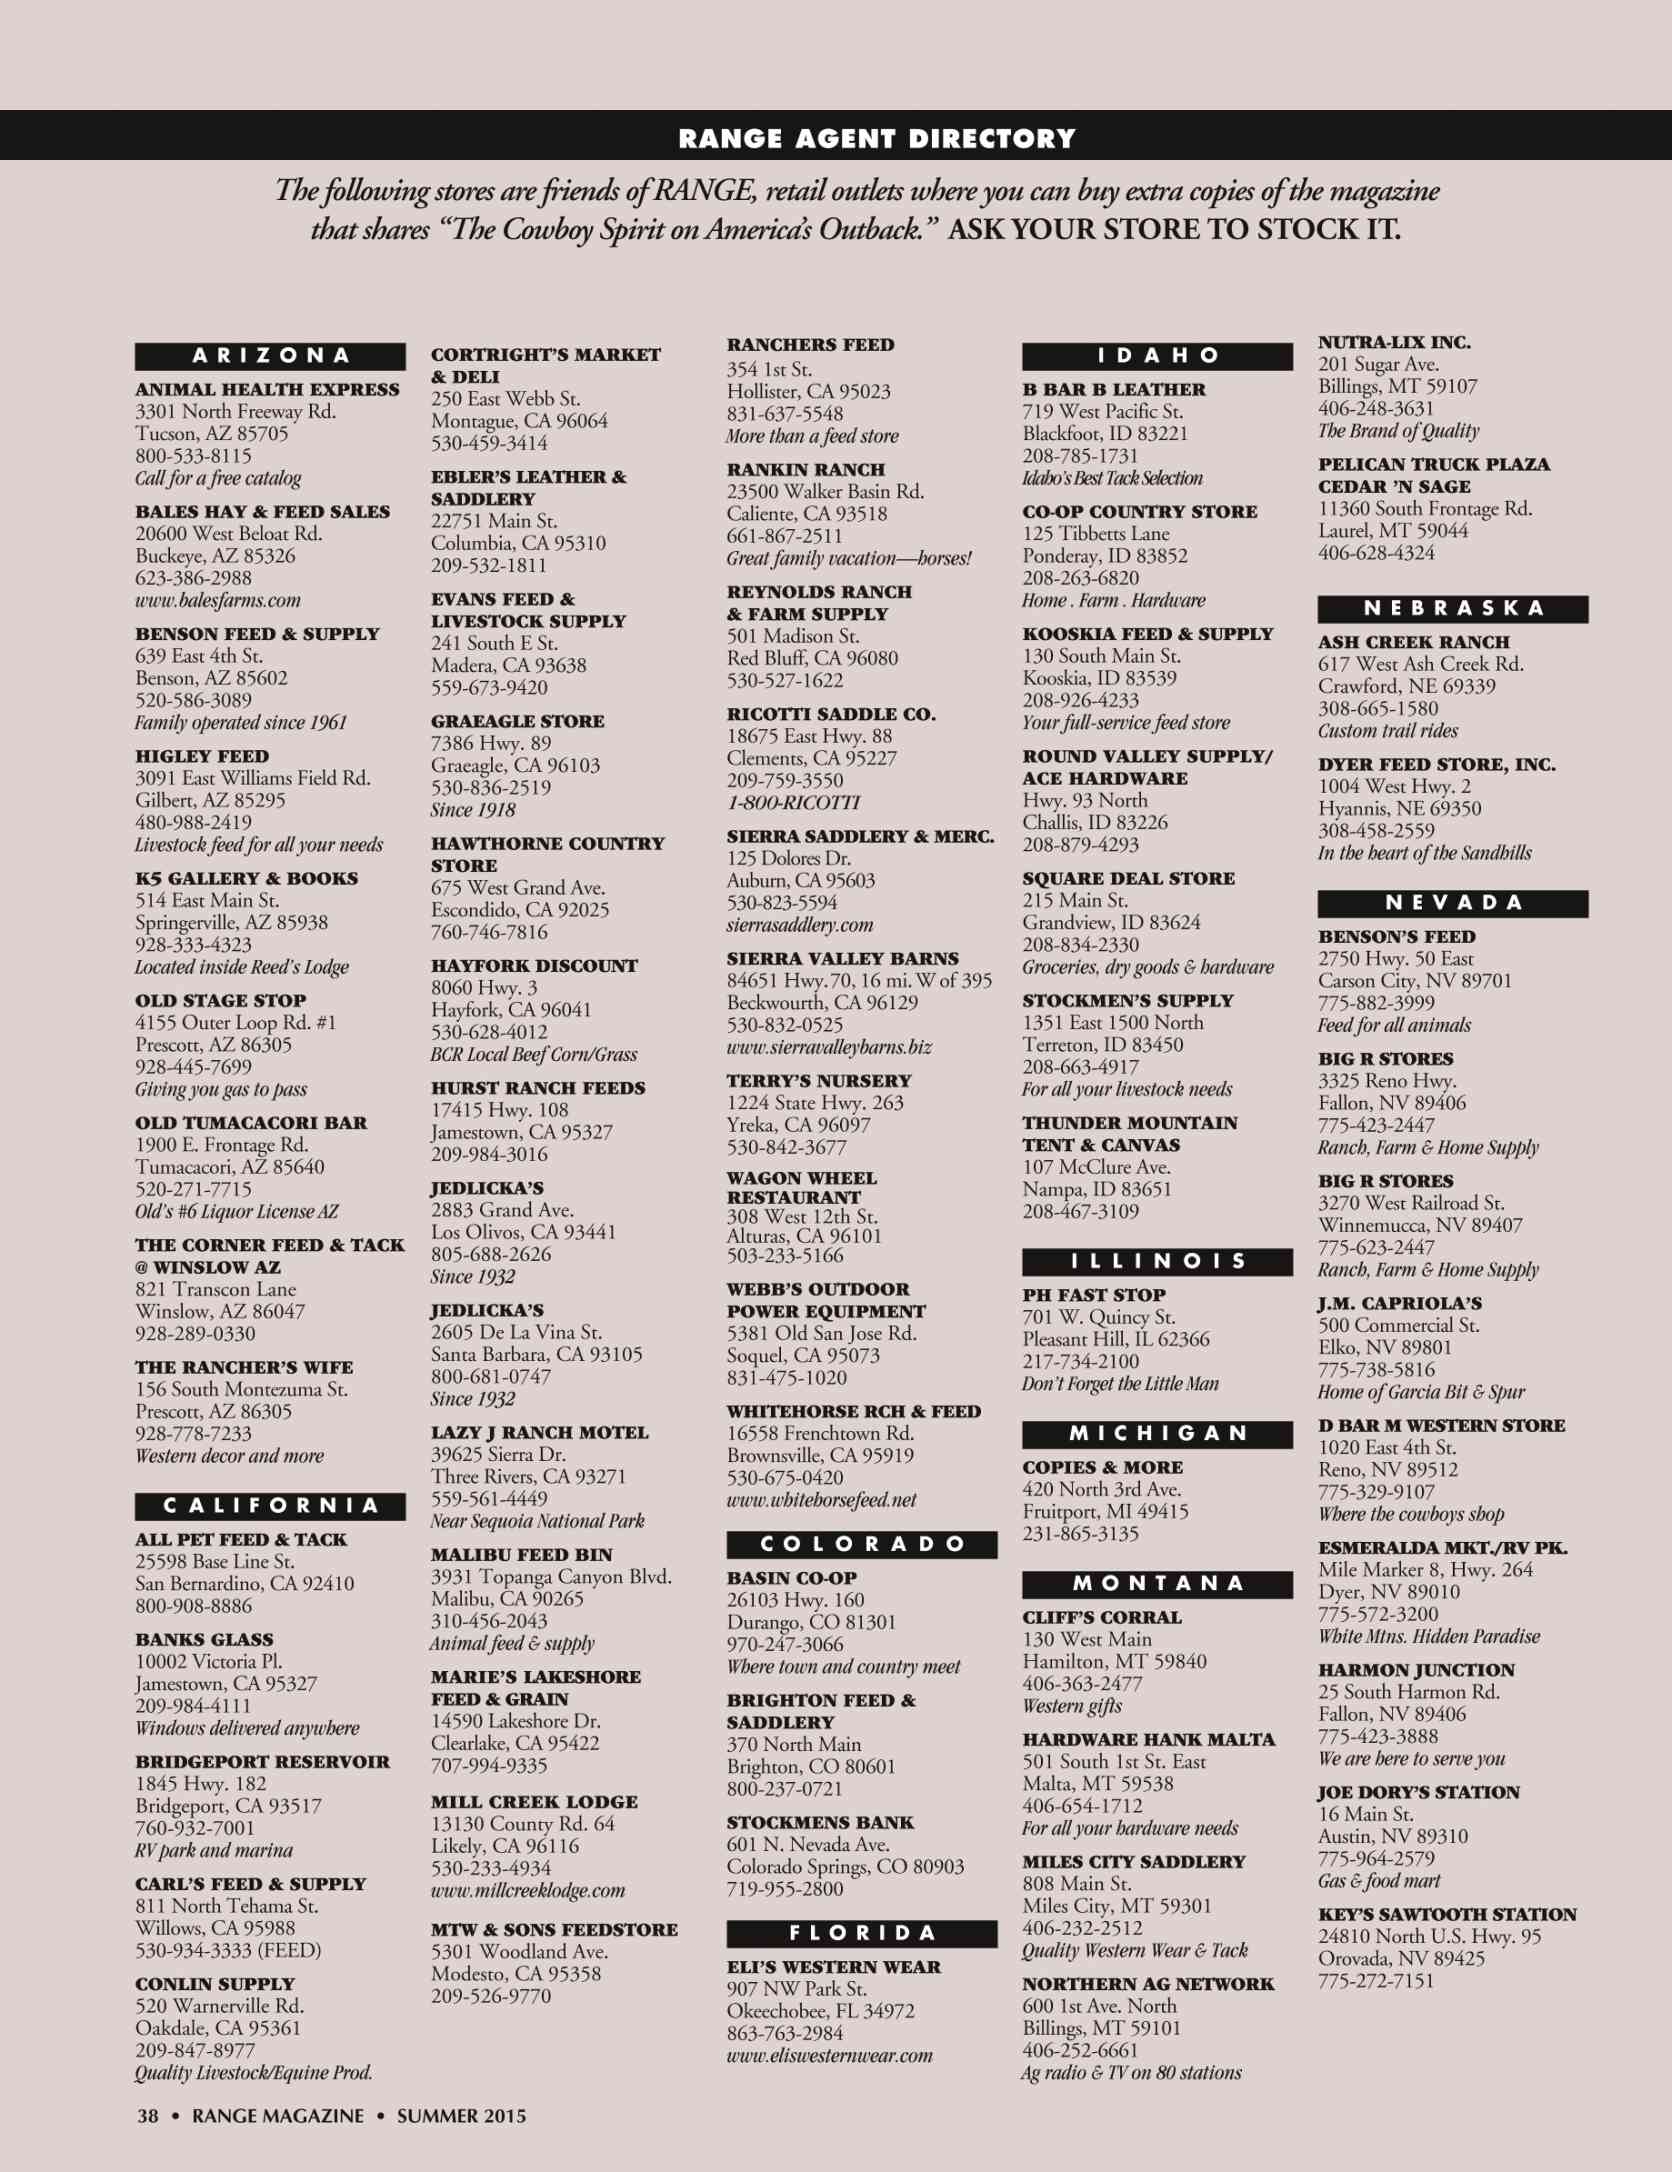 RANGE AGENT DIRECTORY
The following stores are friends of RANGE, retail outlets where you can buy extra copies of the magazine
that shares “The Cowboy Spirit on America’s Outback.” ASK YOUR STORE TO STOCK IT.
ARIZONA
ANIMAL HEALTH EXPRESS
3301 North Freeway Rd.
Tucson, AZ 85705
800-533-8115
Call for a free catalog
BALES HAY & FEED SALES
20600 West Beloat Rd.
Buckeye, AZ 85326
623-386-2988
www.balesfarms.com
BENSON FEED & SUPPLY
639 East 4th St.
Benson, AZ 85602
520-586-3089
Family operated since 1961
HIGLEY FEED
3091 East Williams Field Rd.
Gilbert, AZ 85295
480-988-2419
Livestock feed for all your needs
K5 GALLERY & BOOKS
514 East Main St.
Springerville, AZ 85938
928-333-4323
Located inside Reed’s Lodge
OLD STAGE STOP
4155 Outer Loop Rd. #1
Prescott, AZ 86305
928-445-7699
Giving you gas to pass
OLD TUMACACORI BAR
1900 E. Frontage Rd.
Tumacacori, AZ 85640
520-271-7715
Old’s #6 Liquor License AZ
THE CORNER FEED & TACK
@ WINSLOW AZ
821 Transcon Lane
Winslow, AZ 86047
928-289-0330
THE RANCHER’S WIFE
156 South Montezuma St.
Prescott, AZ 86305
928-778-7233
Western decor and more
CALIFORNIA
ALL PET FEED & TACK
25598 Base Line St.
San Bernardino, CA 92410
800-908-8886
BANKS GLASS
10002 Victoria Pl.
Jamestown, CA 95327
209-984-4111
Windows delivered anywhere
BRIDGEPORT RESERVOIR
1845 Hwy. 182
Bridgeport, CA 93517
760-932-7001
RV park and marina
CARL’S FEED & SUPPLY
811 North Tehama St.
Willows, CA 95988
530-934-3333 (FEED)
CONLIN SUPPLY
520 Warnerville Rd.
Oakdale, CA 95361
209-847-8977
Quality Livestock/Equine Prod.
CORTRIGHT’S MARKET
& DELI
250 East Webb St.
Montague, CA 96064
530-459-3414
EBLER’S LEATHER &
SADDLERY
22751 Main St.
Columbia, CA 95310
209-532-1811
EVANS FEED &
LIVESTOCK SUPPLY
241 South E St.
Madera, CA 93638
559-673-9420
GRAEAGLE STORE
7386 Hwy. 89
Graeagle, CA 96103
530-836-2519
Since 1918
HAWTHORNE COUNTRY
STORE
675 West Grand Ave.
Escondido, CA 92025
760-746-7816
HAYFORK DISCOUNT
8060 Hwy. 3
Hayfork, CA 96041
530-628-4012
BCR Local Beef Corn/Grass
HURST RANCH FEEDS
17415 Hwy. 108
Jamestown, CA 95327
209-984-3016
JEDLICKA’S
2883 Grand Ave.
Los Olivos, CA 93441
805-688-2626
Since 1932
JEDLICKA’S
2605 De La Vina St.
Santa Barbara, CA 93105
800-681-0747
Since 1932
LAZY J RANCH MOTEL
39625 Sierra Dr.
Three Rivers, CA 93271
559-561-4449
Near Sequoia National Park
MALIBU FEED BIN
3931 Topanga Canyon Blvd.
Malibu, CA 90265
310-456-2043
Animal feed & supply
MARIE’S LAKESHORE
FEED & GRAIN
14590 Lakeshore Dr.
Clearlake, CA 95422
707-994-9335
MILL CREEK LODGE
13130 County Rd. 64
Likely, CA 96116
530-233-4934
www.millcreeklodge.com
MTW & SONS FEEDSTORE
5301 Woodland Ave.
Modesto, CA 95358
209-526-9770
RANCHERS FEED
354 1st St.
Hollister, CA 95023
831-637-5548
More than a feed store
RANKIN RANCH
23500 Walker Basin Rd.
Caliente, CA 93518
661-867-2511
Great family vacation—horses!
REYNOLDS RANCH
& FARM SUPPLY
501 Madison St.
Red Bluff, CA 96080
530-527-1622
RICOTTI SADDLE CO.
18675 East Hwy. 88
Clements, CA 95227
209-759-3550
1-800-RICOTTI
SIERRA SADDLERY & MERC.
125 Dolores Dr.
Auburn, CA 95603
530-823-5594
sierrasaddlery.com
SIERRA VALLEY BARNS
84651 Hwy.70, 16 mi. W of 395
Beckwourth, CA 96129
530-832-0525
www.sierravalleybarns.biz
TERRY’S NURSERY
1224 State Hwy. 263
Yreka, CA 96097
530-842-3677
WAGON WHEEL
RESTAURANT
308 West 12th St.
Alturas, CA 96101
503-233-5166
WEBB’S OUTDOOR
POWER EQUIPMENT
5381 Old San Jose Rd.
Soquel, CA 95073
831-475-1020
WHITEHORSE RCH & FEED
16558 Frenchtown Rd.
Brownsville, CA 95919
530-675-0420
www.whitehorsefeed.net
COLORADO
BASIN CO-OP
26103 Hwy. 160
Durango, CO 81301
970-247-3066
Where town and country meet
BRIGHTON FEED &
SADDLERY
370 North Main
Brighton, CO 80601
800-237-0721
STOCKMENS BANK
601 N. Nevada Ave.
Colorado Springs, CO 80903
719-955-2800
FLORIDA
ELI’S WESTERN WEAR
907 NW Park St.
Okeechobee, FL 34972
863-763-2984
www.eliswesternwear.com
IDAHO
B BAR B LEATHER
719 West Pacific St.
Blackfoot, ID 83221
208-785-1731
Idaho’s Best Tack Selection
CO-OP COUNTRY STORE
125 Tibbetts Lane
Ponderay, ID 83852
208-263-6820
Home . Farm . Hardware
KOOSKIA FEED & SUPPLY
130 South Main St.
Kooskia, ID 83539
208-926-4233
Your full-service feed store
ROUND VALLEY SUPPLY/
ACE HARDWARE
Hwy. 93 North
Challis, ID 83226
208-879-4293
SQUARE DEAL STORE
215 Main St.
Grandview, ID 83624
208-834-2330
Groceries, dry goods & hardware
STOCKMEN’S SUPPLY
1351 East 1500 North
Terreton, ID 83450
208-663-4917
For all your livestock needs
THUNDER MOUNTAIN
TENT & CANVAS
107 McClure Ave.
Nampa, ID 83651
208-467-3109
ILLINOIS
PH FAST STOP
701 W. Quincy St.
Pleasant Hill, IL 62366
217-734-2100
Don’t Forget the Little Man
MICHIGAN
COPIES & MORE
420 North 3rd Ave.
Fruitport, MI 49415
231-865-3135
MONTANA
CLIFF’S CORRAL
130 West Main
Hamilton, MT 59840
406-363-2477
Western gifts
HARDWARE HANK MALTA
501 South 1st St. East
Malta, MT 59538
406-654-1712
For all your hardware needs
MILES CITY SADDLERY
808 Main St.
Miles City, MT 59301
406-232-2512
Quality Western Wear & Tack
NORTHERN AG NETWORK
600 1st Ave. North
Billings, MT 59101
406-252-6661
Ag radio & TV on 80 stations
NUTRA-LIX INC.
201 Sugar Ave.
Billings, MT 59107
406-248-3631
The Brand of Quality
PELICAN TRUCK PLAZA
CEDAR ’N SAGE
11360 South Frontage Rd.
Laurel, MT 59044
406-628-4324
NEBRASKA
ASH CREEK RANCH
617 West Ash Creek Rd.
Crawford, NE 69339
308-665-1580
Custom trail rides
DYER FEED STORE, INC.
1004 West Hwy. 2
Hyannis, NE 69350
308-458-2559
In the heart of the Sandhills
NEVADA
BENSON’S FEED
2750 Hwy. 50 East
Carson City, NV 89701
775-882-3999
Feed for all animals
BIG R STORES
3325 Reno Hwy.
Fallon, NV 89406
775-423-2447
Ranch, Farm & Home Supply
BIG R STORES
3270 West Railroad St.
Winnemucca, NV 89407
775-623-2447
Ranch, Farm & Home Supply
J.M. CAPRIOLA’S
500 Commercial St.
Elko, NV 89801
775-738-5816
Home of Garcia Bit & Spur
D BAR M WESTERN STORE
1020 East 4th St.
Reno, NV 89512
775-329-9107
Where the cowboys shop
ESMERALDA MKT./RV PK.
Mile Marker 8, Hwy. 264
Dyer, NV 89010
775-572-3200
White Mtns. Hidden Paradise
HARMON JUNCTION
25 South Harmon Rd.
Fallon, NV 89406
775-423-3888
We are here to serve you
JOE DORY’S STATION
16 Main St.
Austin, NV 89310
775-964-2579
Gas & food mart
KEY’S SAWTOOTH STATION
24810 North U.S. Hwy. 95
Orovada, NV 89425
775-272-7151
38 • RANGE MAGAZINE • SUMMER 2015